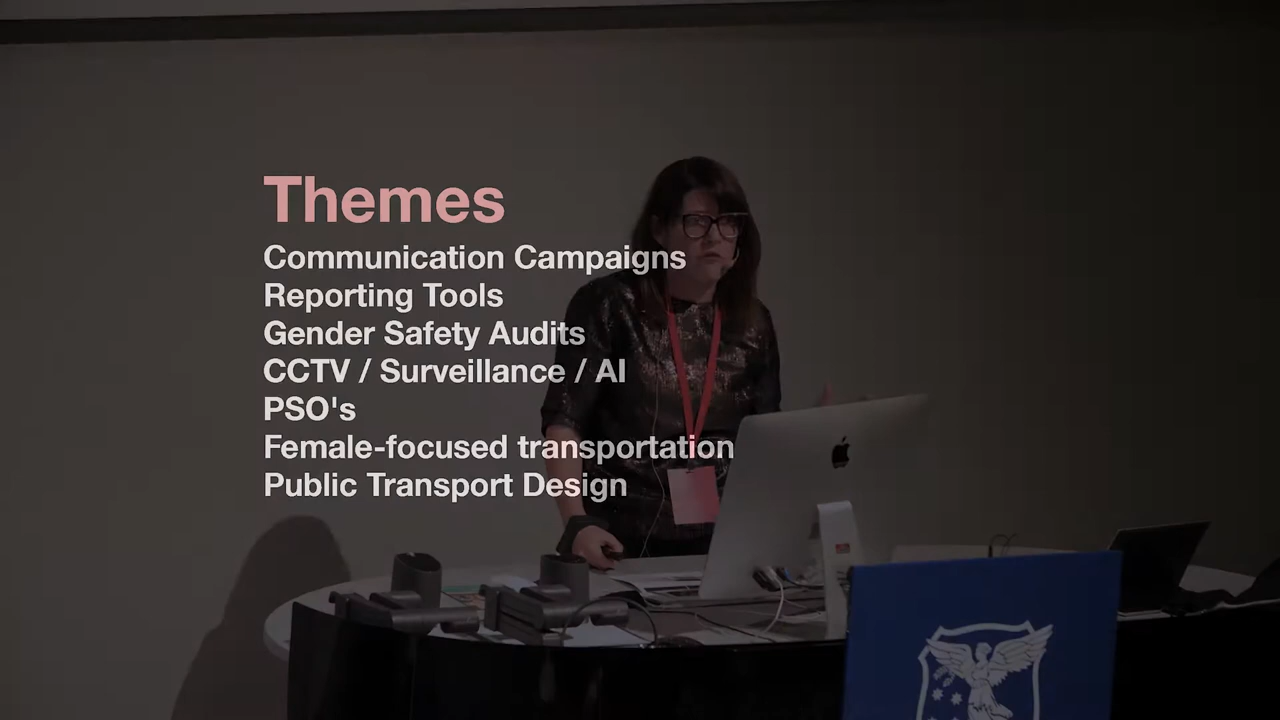 Themes
Communication Campaigns
Reporting Tools
Gender Safety Audits
CCTV / Surveillance / AI
PSO's
Female-focused transportation
Public Transport Design